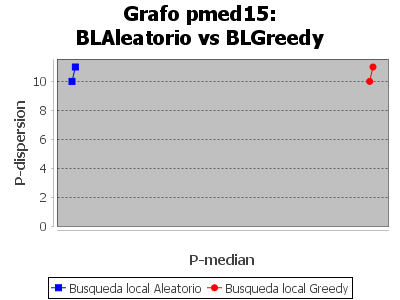 Grafo pmed15:
BLAleatorio vs BLGreedy
P-dispersion
10
8
6
4
2
0
P-median
Busqueda local Aleatorio
Busqueda local Greedy